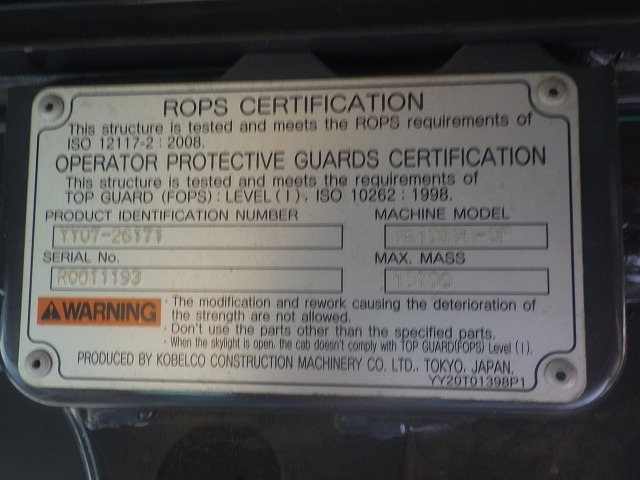 ROPS CERTIFICATION
This structure is tested and meets the ROPS requirements of
ISO 12117-2 : 2008.
OPERATOR PROTECTIVE GUARDS CERTIFICATION
This structure is tested and meets the requirements of
TOP GUARD (FOPS) : LEVEL ( I ), ISO 10262 : 1998.
PRODUCT IDENTIFICATION NUMBER
YY07-26171
MACHINE MODEL
SERIAL No.
R0011193
MAX. MASS
WARNING
· The modification and rework causing the deterioration of
the strength are not allowed.
· Don't use the parts other than the specified parts.
· When the skylight is open, the cab doesn't comply with TOP GUARD(FOPS) Level ( I ).
PRODUCED BY KOBELCO CONSTRUCTION MACHINERY CO. LTD., TOKYO, JAPAN.
YY20T01398P1